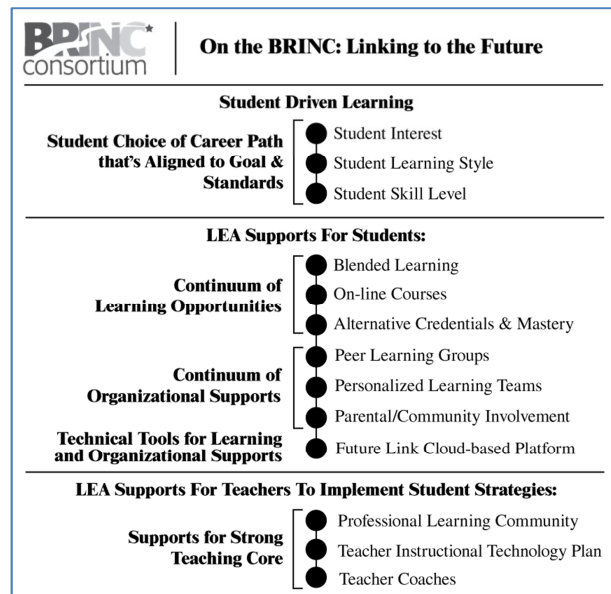 BRINC
consortium
On the BRINC: Linking to the Future
Student Driven Learning
Student Choice of Career Path
that's Aligned to Goal &
Standards
Student Interest
Student Learning Style
Student Skill Level
LEA Supports For Students:
Continuum of
Learning Opportunities
Blended Learning
On-line Courses
Alternative Credentials & Mastery
Continuum of
Organizational Supports
Peer Learning Groups
Personalized Learning Teams
Parental/Community Involvement
Technical Tools for Learning
and Organizational Supports
Future Link Cloud-based Platform
LEA Supports For Teachers To Implement Student Strategies:
Supports for Strong
Teaching Core
Professional Learning Community
Teacher Instructional Technology Plan
Teacher Coaches